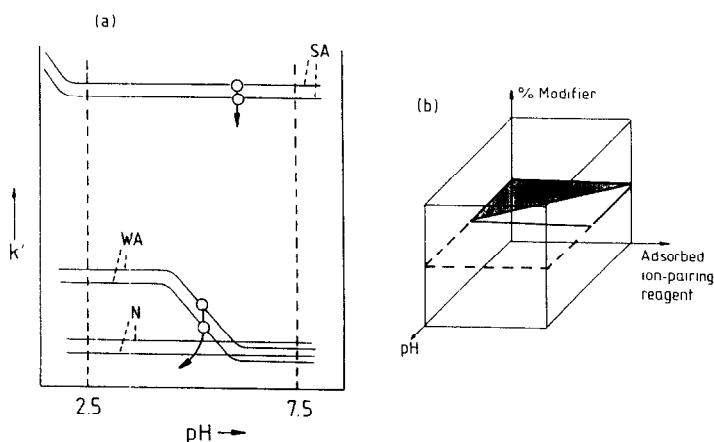 (a)
SA
WA
N
k'
2.5
7.5
pH
(b)
% Modifier
Adsorbed
ion-pairing
reagent
pH